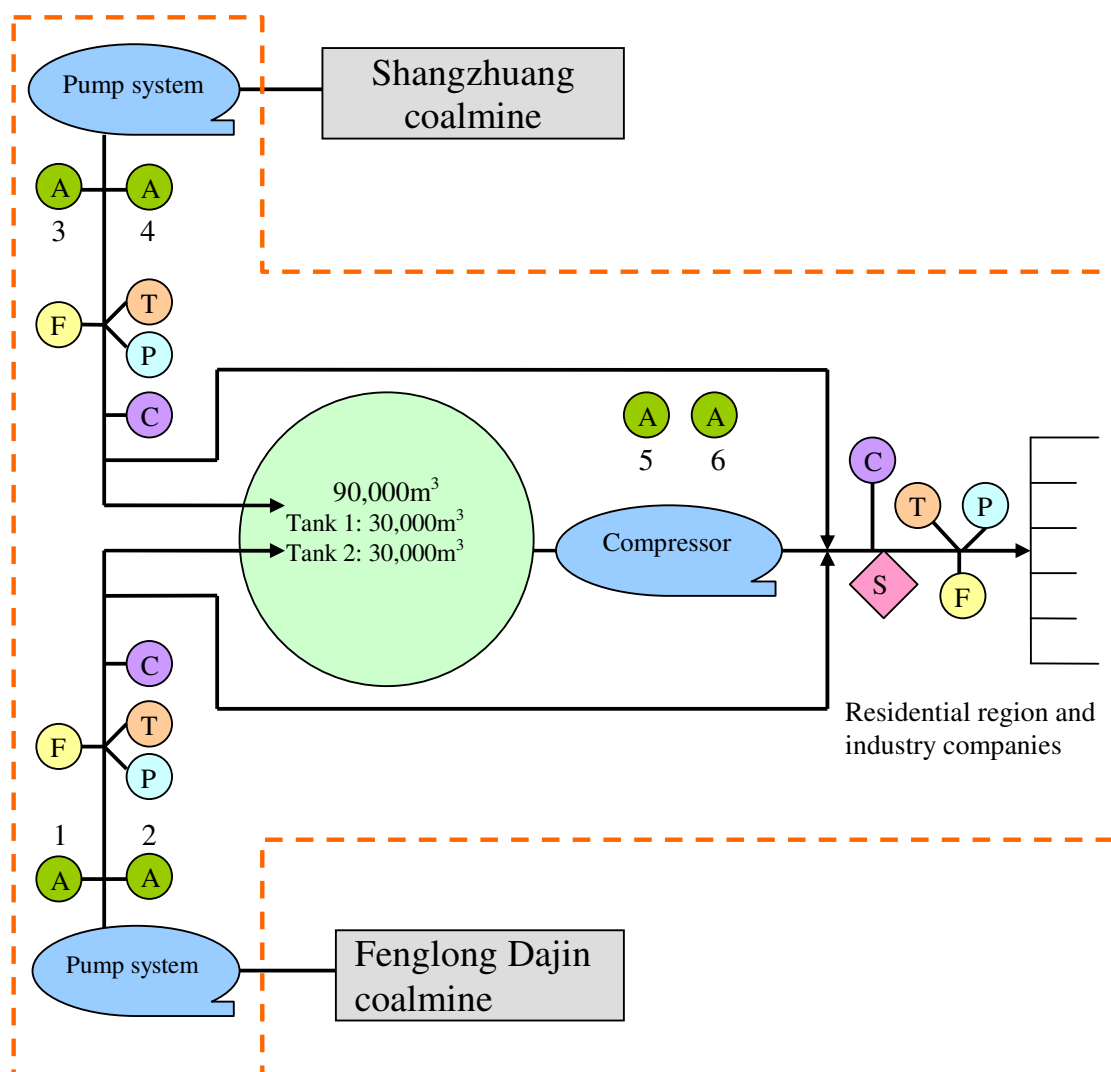 Pump system
Shangzhuang
coalmine
A
A
3
4
T
F
P
C
A
A
5
6
90,000m³
Tank 1: 30,000m³
Tank 2: 30,000m³
Compressor
C
T
P
S
F
C
T
F
P
Residential region and
industry companies
1
2
A
A
Pump system
Fenglong Dajin
coalmine